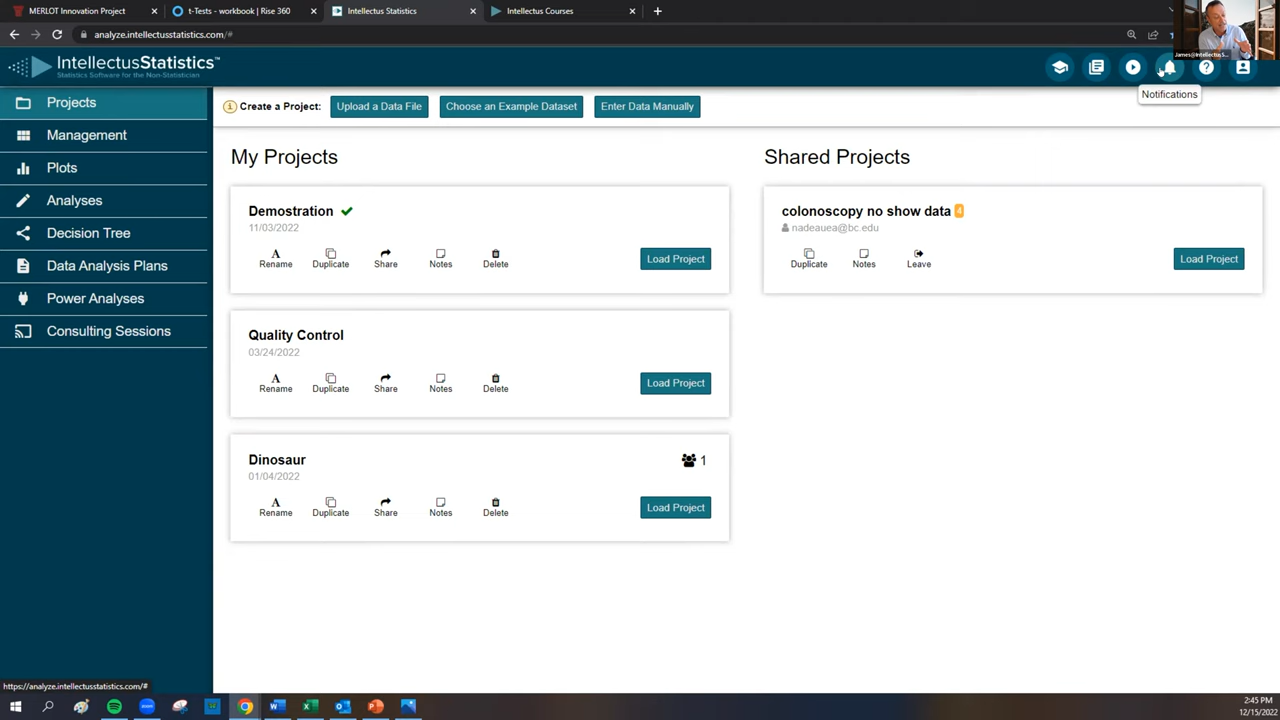 MERLOT Innovation Project
t-Tests - workbook | Rise 360
Intellectus Statistics
Intellectus Courses
analyze.intellectusstatistics.com/#
IntellectusStatistics™
Statistics Software for the Non-Statistician
Notifications
Projects
Management
Plots
Analyses
Decision Tree
Data Analysis Plans
Power Analyses
Consulting Sessions
Create a Project:
Upload a Data File
Choose an Example Dataset
Enter Data Manually
My Projects
Demostration
11/03/2022
Rename
Duplicate
Share
Notes
Delete
Load Project
Quality Control
03/24/2022
Rename
Duplicate
Share
Notes
Delete
Load Project
Dinosaur
1
01/04/2022
Rename
Duplicate
Share
Notes
Delete
Load Project
Shared Projects
colonoscopy no show data 4
nadeauea@bc.edu
Duplicate
Notes
Leave
Load Project
https://analyze.intellectusstatistics.com/#
2:45 PM
12/15/2022